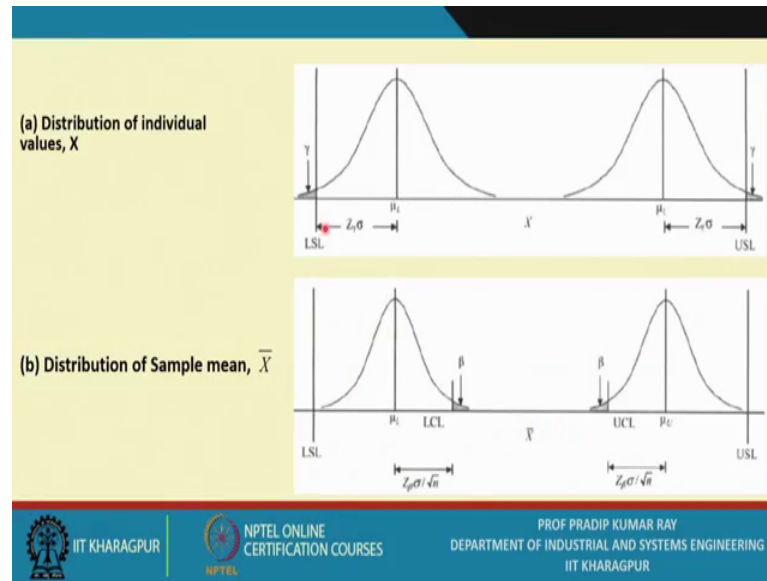 (a) Distribution of individual
values, X
γ
γ
μL
X
Zγσ
Zγσ
LSL
USL
(b) Distribution of Sample mean, X̅
β
β
μL
LCL
X̅
UCL
μU
LSL
USL
Zβσ/√n
Zβσ/√n
IIT KHARAGPUR
NPTEL
NPTEL ONLINE
CERTIFICATION COURSES
PROF PRADIP KUMAR RAY
DEPARTMENT OF INDUSTRIAL AND SYSTEMS ENGINEERING
IIT KHARAGPUR